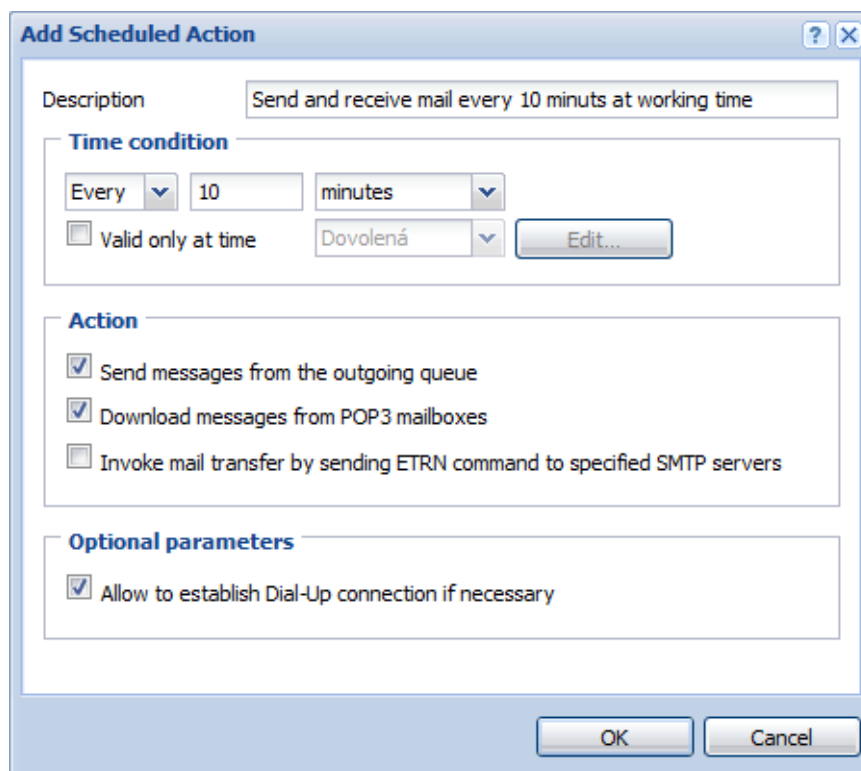 Add Scheduled Action
Description Send and receive mail every 10 minuts at working time
Time condition
Every 10 minutes
Valid only at time Dovolená Edit...
Action
Send messages from the outgoing queue
Download messages from POP3 mailboxes
Invoke mail transfer by sending ETRN command to specified SMTP servers
Optional parameters
Allow to establish Dial-Up connection if necessary
OK Cancel